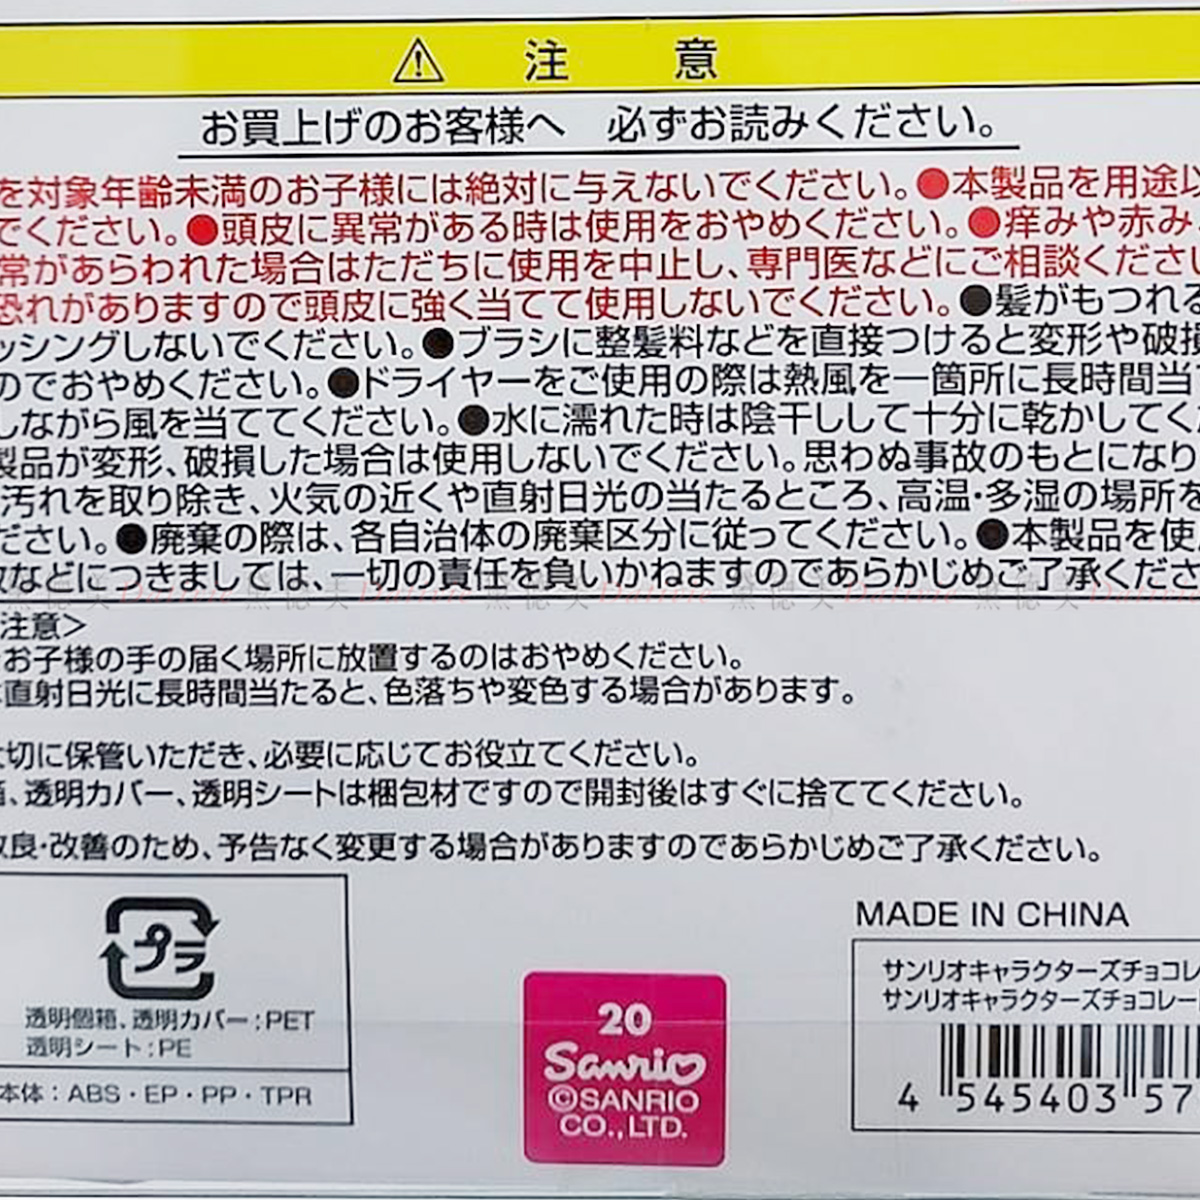 ⚠ 注 意
お買上げのお客様へ 必ずお読みください。
を対象年齢未満のお子様には絶対に与えないでください。●本製品を用途以
でください。●頭皮に異常がある時は使用をおやめください。●痒みや赤み
常があらわれた場合はただちに使用を中止し、専門医などにご相談ください
恐れがありますので頭皮に強く当てて使用しないでください。●髪がもつれる
ッシングしないでください。●ブラシに整髪料などを直接つけると変形や破損
のでおやめください。●ドライヤーをご使用の際は熱風を一箇所に長時間当て
しながら風を当ててください。●水に濡れた時は陰干しして十分に乾かしてく
製品が変形、破損した場合は使用しないでください。思わぬ事故のもとになり
汚れを取り除き、火気の近くや直射日光の当たるところ、高温・多湿の場所を
ださい。●廃棄の際は、各自治体の廃棄区分に従ってください。●本製品を使
などにつきましては、一切の責任を負いかねますのであらかじめご了承くださ
注意>
お子様の手の届く場所に放置するのはおやめください。
直射日光に長時間当たると、色落ちや変色する場合があります。
切に保管いただき、必要に応じてお役立てください。
、透明カバー、透明シートは梱包材ですので開封後はすぐに捨ててください。
良・改善のため、予告なく変更する場合がありますのであらかじめご了承ください。
プラ
透明個箱、透明カバー:PET
透明シート:PE
本体:ABS・EP・PP・TPR
20
Sanrio
©SANRIO
CO.,LTD.
MADE IN CHINA
サンリオキャラクターズチョコレ
サンリオキャラクターズチョコレー
4 545403 57